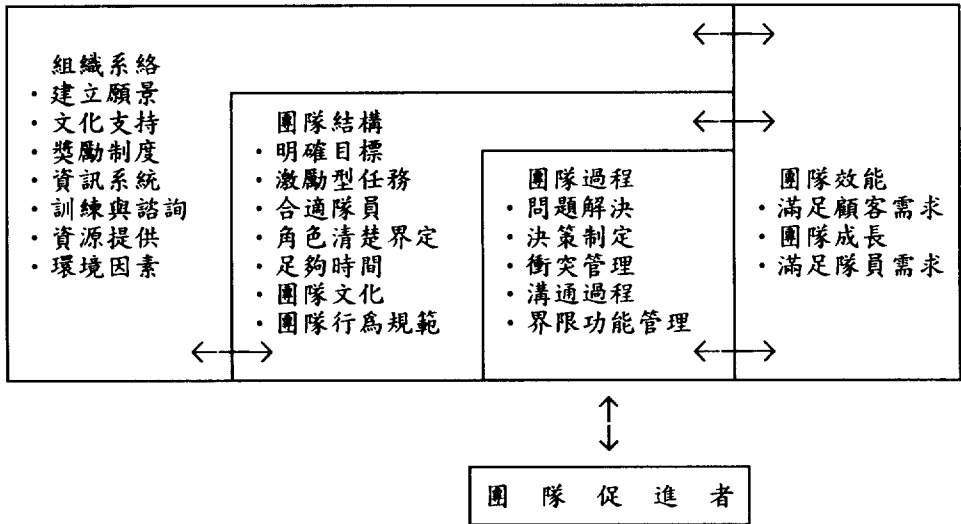 組織系絡
・建立願景
・文化支持
・獎勵制度
・資訊系統
・訓練與諮詢
・資源提供
・環境因素
團隊結構
・明確目標
・激勵型任務
・合適隊員
・角色清楚界定
・足夠時間
・團隊文化
・團隊行為規範
團隊過程
・問題解決
・決策制定
・衝突管理
・溝通過程
・界限功能管理
團隊效能
・滿足顧客需求
・團隊成長
・滿足隊員需求
團隊促進者